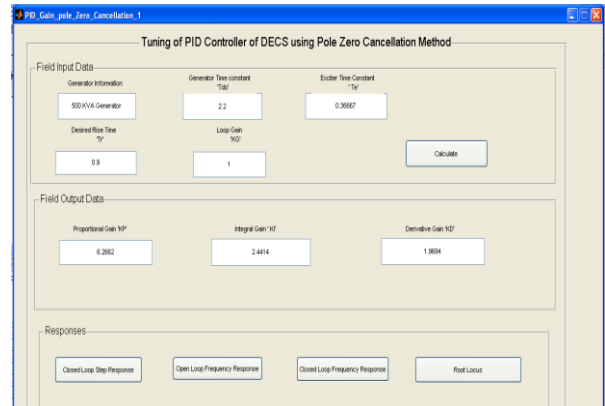 PID_Gain_pole_Zero_Cancellation_1
Tuning of PID Controller of DECS using Pole Zero Cancellation Method
Field Input Data
Generator Information
Generator Time constant
'Tdo'
Exciter Time Constant
'Te'
500 KVA Generator
2.2
0.36667
Desired Rise Time
'Tr'
Loop Gain
'KG'
0.9
1
Calculate
Field Output Data
Proportional Gain 'KP'
Integral Gain ' KI'
Derivative Gain 'KD'
6.2662
2.4414
1.9694
Responses
Closed Loop Step Response
Open Loop Frequency Response
Closed Loop Frequency Response
Root Locus